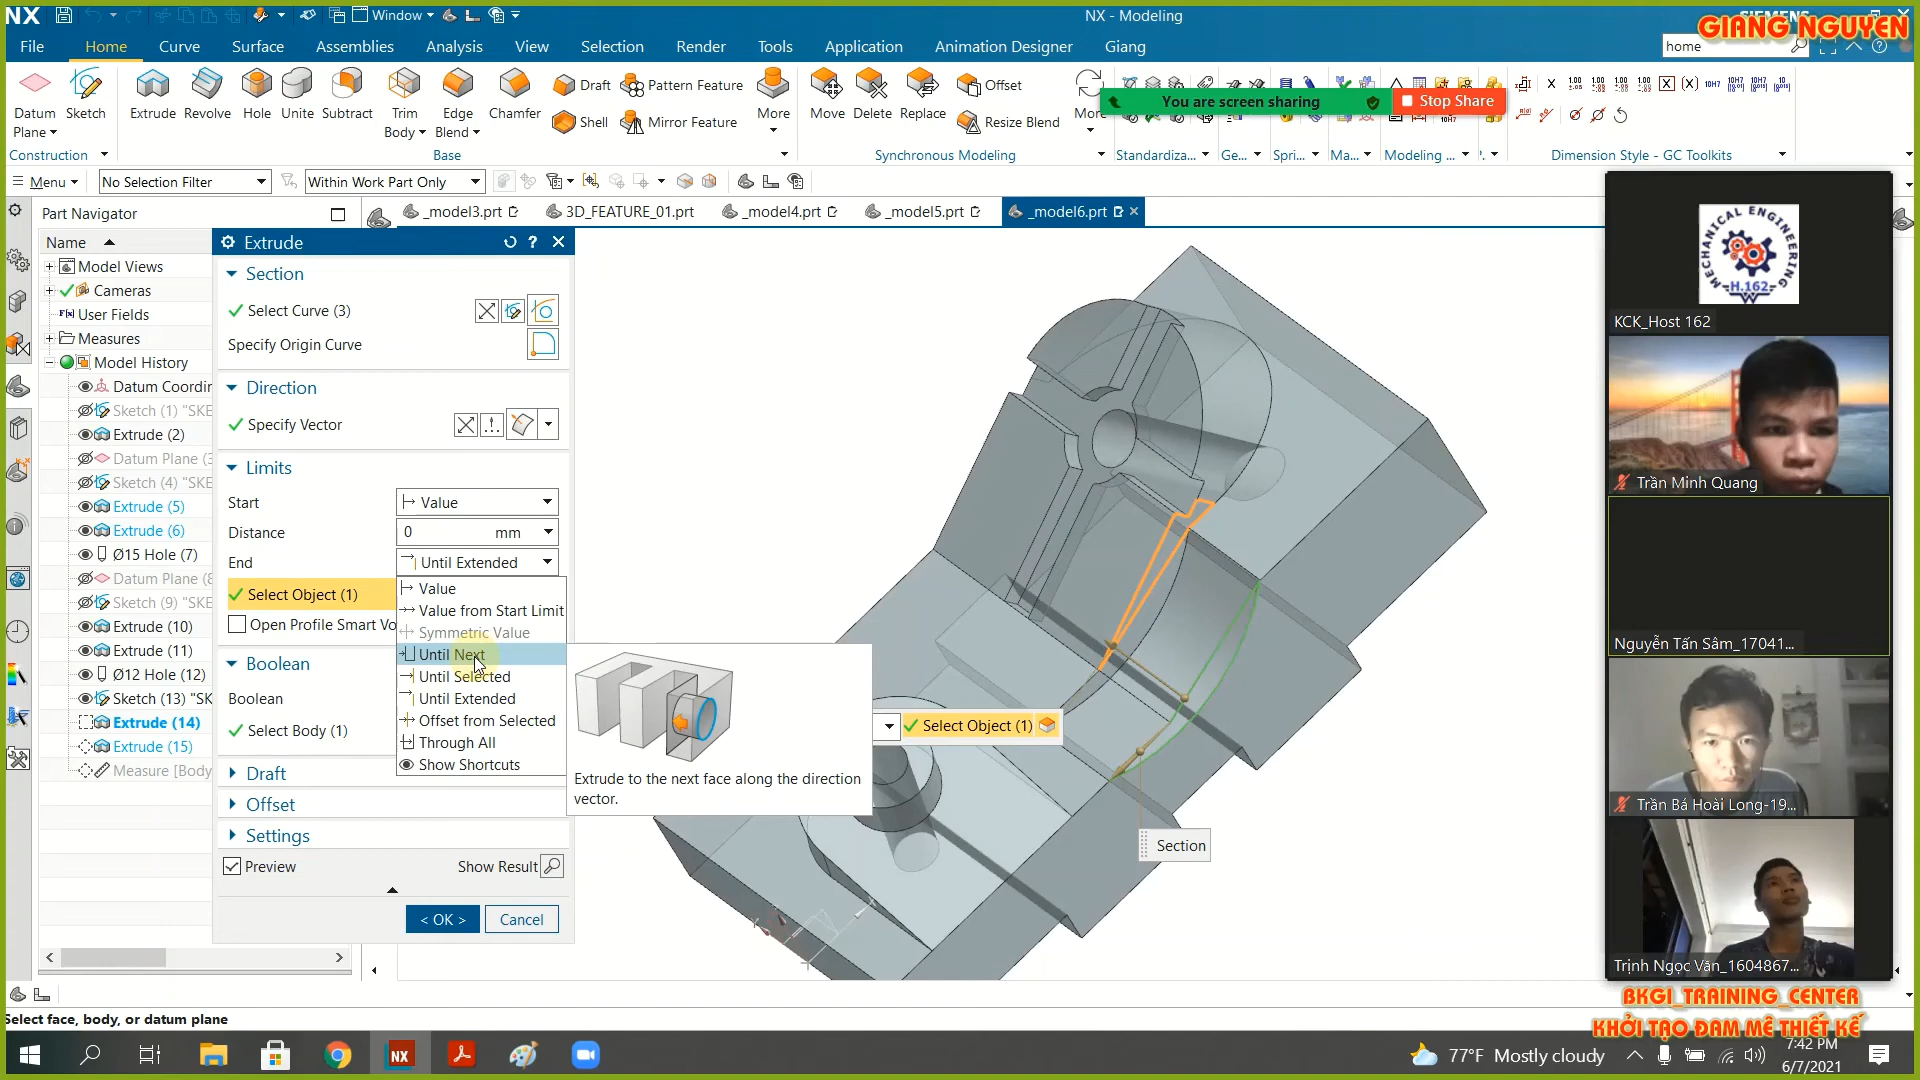 NX
Window
NX - Modeling
SIEMENS
GIANG NGUYEN
File
Home
Curve
Surface
Assemblies
Analysis
View
Selection
Render
Tools
Application
Animation Designer
Giang
home
Datum Plane
Sketch
Extrude
Revolve
Hole
Unite
Subtract
Trim Body
Edge Blend
Chamfer
Draft
Shell
Pattern Feature
Mirror Feature
More
Move
Delete
Replace
Offset
Resize Blend
More
You are screen sharing
Stop Share
Construction
Base
Synchronous Modeling
Standardiza...
Ge...
Spri...
Ma...
Modeling ...
Dimension Style - GC Toolkits
Menu
No Selection Filter
Within Work Part Only
Part Navigator
_model3.prt
3D_FEATURE_01.prt
_model4.prt
_model5.prt
_model6.prt
Name
Model Views
Cameras
User Fields
Measures
Model History
Datum Coordir
Sketch (1) "SKE
Extrude (2)
Datum Plane (3
Sketch (4) "SKE
Extrude (5)
Extrude (6)
Ø15 Hole (7)
Datum Plane (8
Sketch (9) "SKE
Extrude (10)
Extrude (11)
Ø12 Hole (12)
Sketch (13) "SK
Extrude (14)
Extrude (15)
Measure [Body
Extrude
Section
Select Curve (3)
Specify Origin Curve
Direction
Specify Vector
Limits
Start
Value
Distance
0 mm
End
Until Extended
Select Object (1)
Open Profile Smart Vo
Value
Value from Start Limit
Symmetric Value
Until Next
Until Selected
Until Extended
Offset from Selected
Through All
Show Shortcuts
Boolean
Boolean
Select Body (1)
Draft
Offset
Settings
Preview
Show Result
< OK >
Cancel
Extrude to the next face along the direction
vector.
Select Object (1)
Section
MECHANICAL ENGINEERING
H.162
KCK_Host 162
Trần Minh Quang
Nguyễn Tấn Sâm_17041...
Trần Bá Hoài Long-19...
Trịnh Ngọc Văn_1604867...
BKGI_TRAINING_CENTER
KHỞI TẠO ĐAM MÊ THIẾT KẾ
Select face, body, or datum plane
NX
77°F Mostly cloudy
7:42 PM
6/7/2021